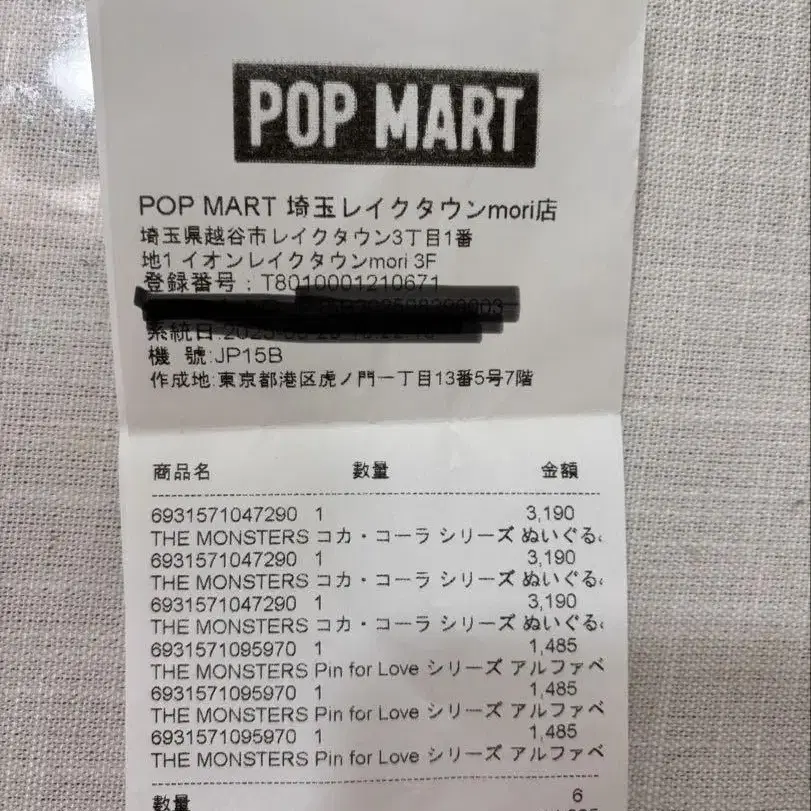 POP MART
POP MART 埼玉レイクタウンmori店
埼玉県越谷市レイクタウン3丁目1番
地1 イオンレイクタウンmori 3F
登録番号：T8010001210671
系統日:
機 號:JP15B
作成地:東京都港区虎ノ門一丁目13番5号7階
商品名 数量 金額
6931571047290 1 3,190
THE MONSTERS コカ・コーラ シリーズ ぬいぐる
6931571047290 1 3,190
THE MONSTERS コカ・コーラ シリーズ ぬいぐる
6931571047290 1 3,190
THE MONSTERS コカ・コーラ シリーズ ぬいぐる
6931571095970 1 1,485
THE MONSTERS Pin for Love シリーズ アルファベ
6931571095970 1 1,485
THE MONSTERS Pin for Love シリーズ アルファベ
6931571095970 1 1,485
THE MONSTERS Pin for Love シリーズ アルファベ
数量 6